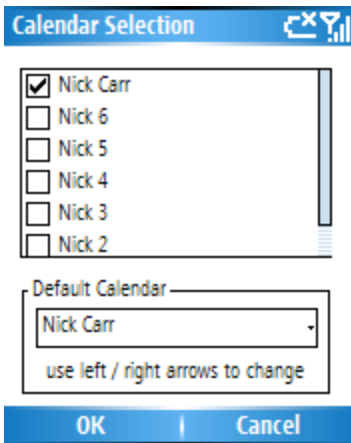 Calendar Selection
Nick Carr
Nick 6
Nick 5
Nick 4
Nick 3
Nick 2
Default Calendar
Nick Carr
use left / right arrows to change
OK Cancel